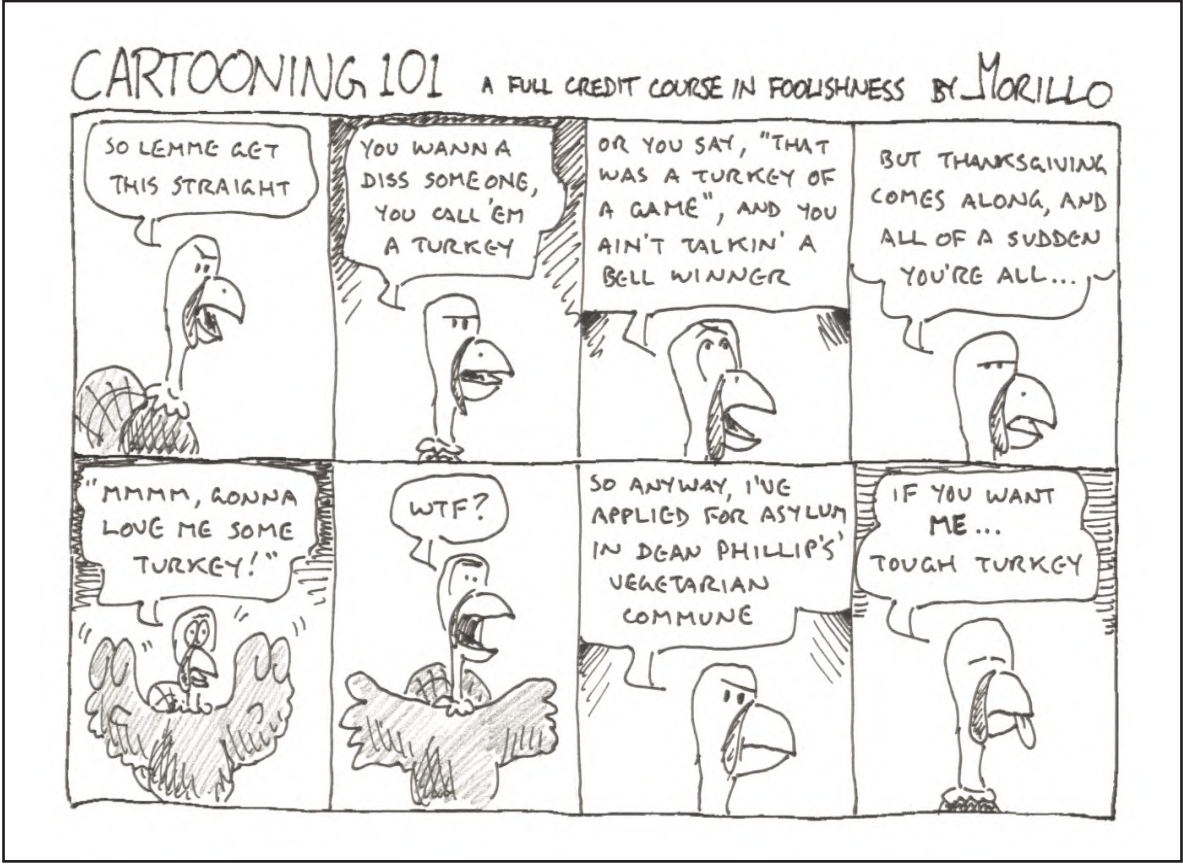 CARTOONING 101 A FULL CREDIT COURSE IN FOOLISHNESS BY MORILLO
SO LEMME GET
THIS STRAIGHT
YOU WANNA
DISS SOMEONE,
YOU CALL 'EM
A TURKEY
OR YOU SAY, "THAT
WAS A TURKEY OF
A GAME", AND YOU
AIN'T TALKIN' A
BELL WINNER
BUT THANKSGIVING
COMES ALONG, AND
ALL OF A SUDDEN
YOU'RE ALL...
"MMMM, GONNA
LOVE ME SOME
TURKEY!"
WTF?
SO ANYWAY, I'VE
APPLIED FOR ASYLUM
IN DEAN PHILLIP'S'
VEGETARIAN
COMMUNE
IF YOU WANT
ME...
TOUGH TURKEY